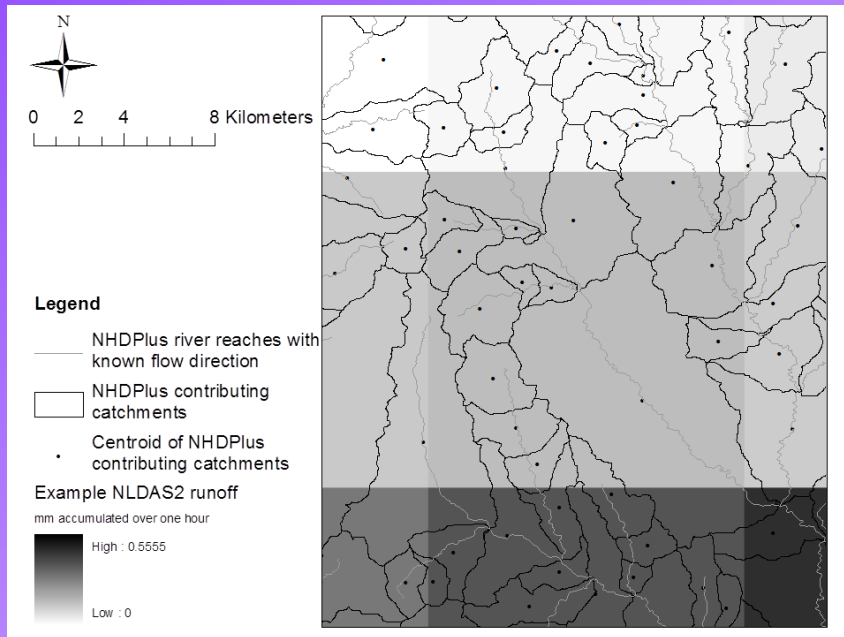 N
0 2 4 8 Kilometers
Legend
NHDPlus river reaches with
known flow direction
NHDPlus contributing
catchments
Centroid of NHDPlus
contributing catchments
Example NLDAS2 runoff
mm accumulated over one hour
High : 0.5555
Low : 0